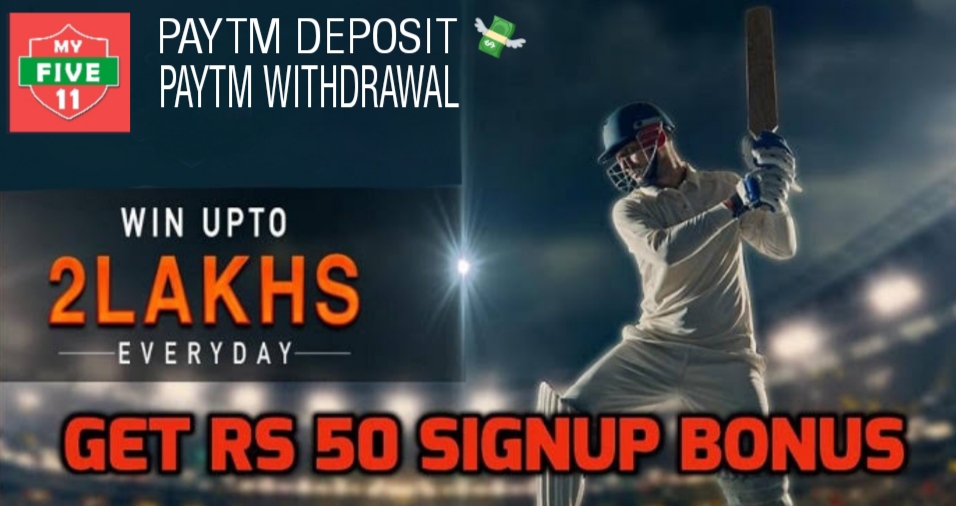 MY
FIVE
11
PAYTM DEPOSIT
PAYTM WITHDRAWAL
WIN UPTO
2LAKHS
EVERYDAY
GET RS 50 SIGNUP BONUS